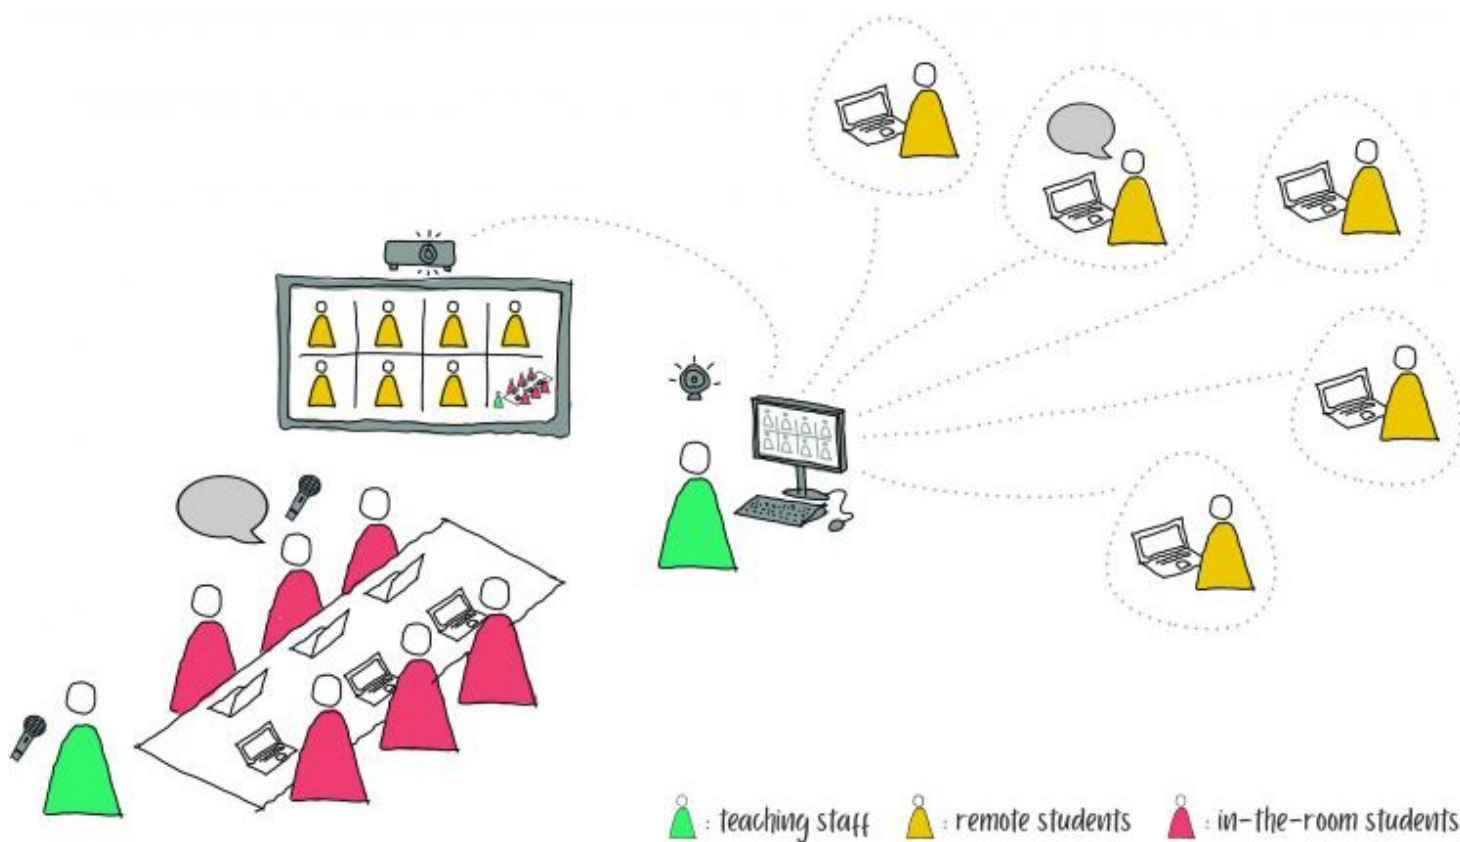 : teaching staff : remote students : in-the-room students